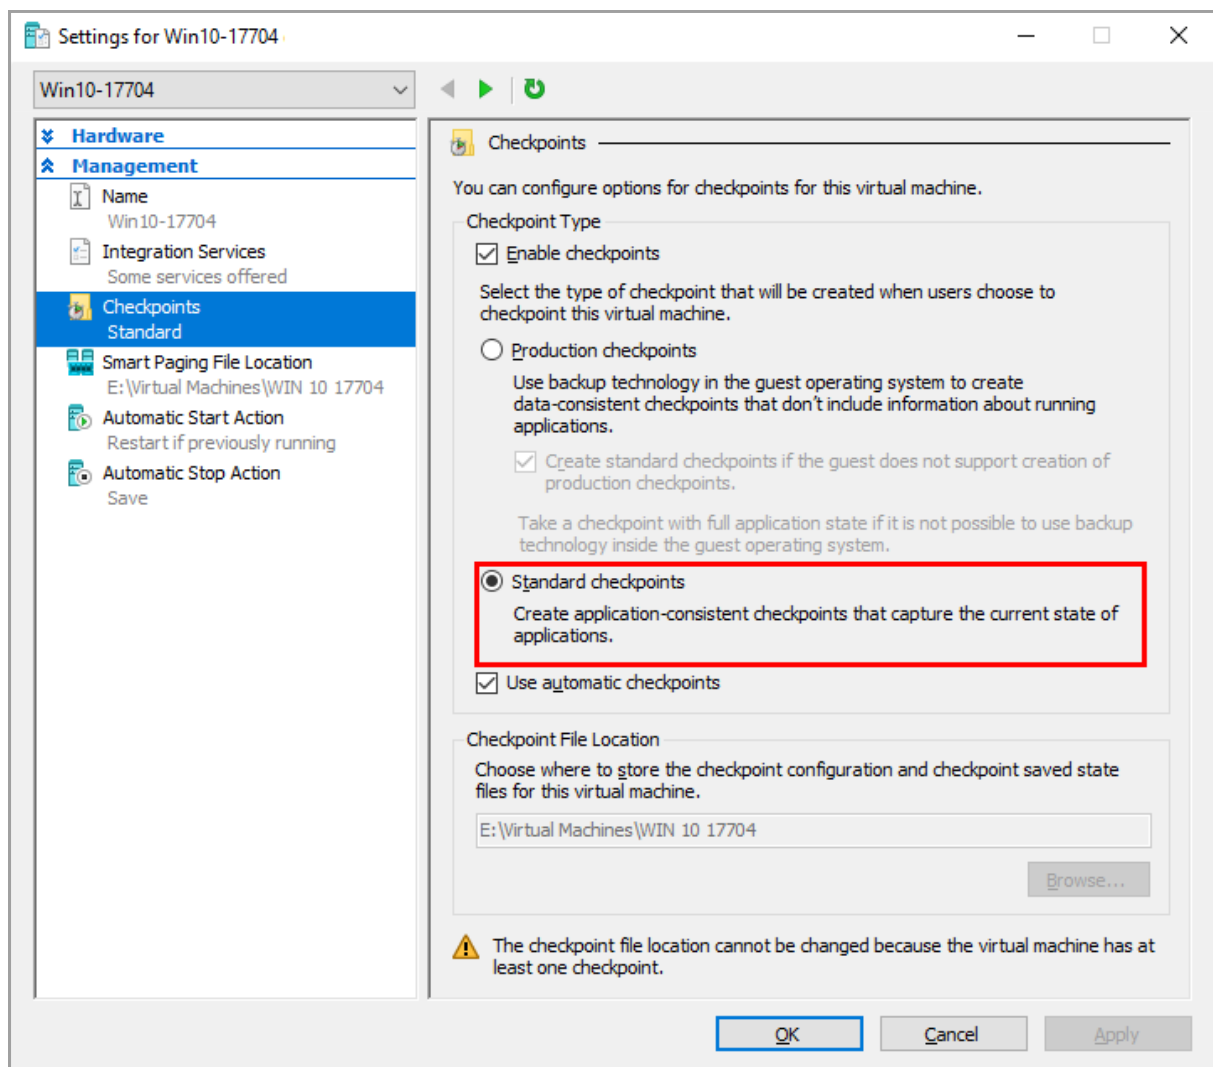 Settings for Win10-17704
Win10-17704
Hardware
Management
Name
Win10-17704
Integration Services
Some services offered
Checkpoints
Standard
Smart Paging File Location
E:\Virtual Machines\WIN 10 17704
Automatic Start Action
Restart if previously running
Automatic Stop Action
Save
Checkpoints
You can configure options for checkpoints for this virtual machine.
Checkpoint Type
Enable checkpoints
Select the type of checkpoint that will be created when users choose to
checkpoint this virtual machine.
Production checkpoints
Use backup technology in the guest operating system to create
data-consistent checkpoints that don't include information about running
applications.
Create standard checkpoints if the guest does not support creation of
production checkpoints.
Take a checkpoint with full application state if it is not possible to use backup
technology inside the guest operating system.
Standard checkpoints
Create application-consistent checkpoints that capture the current state of
applications.
Use automatic checkpoints
Checkpoint File Location
Choose where to store the checkpoint configuration and checkpoint saved state
files for this virtual machine.
E:\Virtual Machines\WIN 10 17704
Browse...
The checkpoint file location cannot be changed because the virtual machine has at
least one checkpoint.
OK
Cancel
Apply